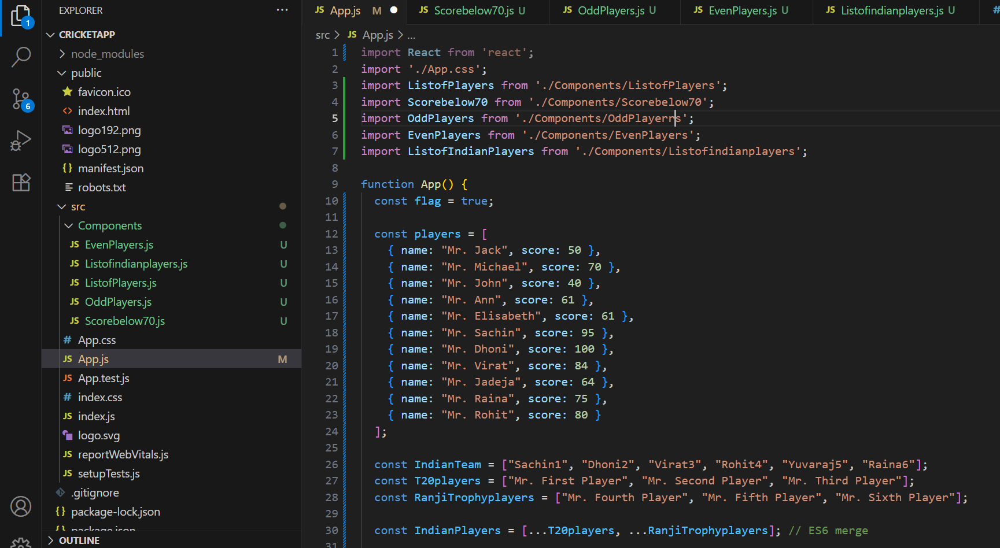 EXPLORER
CRICKETAPP
node_modules
public
favicon.ico
index.html
logo192.png
logo512.png
manifest.json
robots.txt
src
Components
EvenPlayers.js U
Listofindianplayers.js U
ListofPlayers.js U
OddPlayers.js U
Scorebelow70.js U
App.css
App.js M
App.test.js
index.css
index.js
logo.svg
reportWebVitals.js
setupTests.js
.gitignore
package-lock.json
package.json
OUTLINE
1
6
JS App.js M JS Scorebelow70.js U JS OddPlayers.js U JS EvenPlayers.js U JS Listofindianplayers.js U #
src > JS App.js > ...
1 import React from 'react';
2 import './App.css';
3 import ListofPlayers from './Components/ListofPlayers';
4 import Scorebelow70 from './Components/Scorebelow70';
5 import OddPlayers from './Components/OddPlayerrs';
6 import EvenPlayers from './Components/EvenPlayers';
7 import ListofIndianPlayers from './Components/Listofindianplayers';
8
9 function App() {
10 const flag = true;
11
12 const players = [
13 { name: "Mr. Jack", score: 50 },
14 { name: "Mr. Michael", score: 70 },
15 { name: "Mr. John", score: 40 },
16 { name: "Mr. Ann", score: 61 },
17 { name: "Mr. Elisabeth", score: 61 },
18 { name: "Mr. Sachin", score: 95 },
19 { name: "Mr. Dhoni", score: 100 },
20 { name: "Mr. Virat", score: 84 },
21 { name: "Mr. Jadeja", score: 64 },
22 { name: "Mr. Raina", score: 75 },
23 { name: "Mr. Rohit", score: 80 }
24 ];
25
26 const IndianTeam = ["Sachin1", "Dhoni2", "Virat3", "Rohit4", "Yuvaraj5", "Raina6"];
27 const T20players = ["Mr. First Player", "Mr. Second Player", "Mr. Third Player"];
28 const RanjiTrophyplayers = ["Mr. Fourth Player", "Mr. Fifth Player", "Mr. Sixth Player"];
29
30 const IndianPlayers = [...T20players, ...RanjiTrophyplayers]; // ES6 merge
31